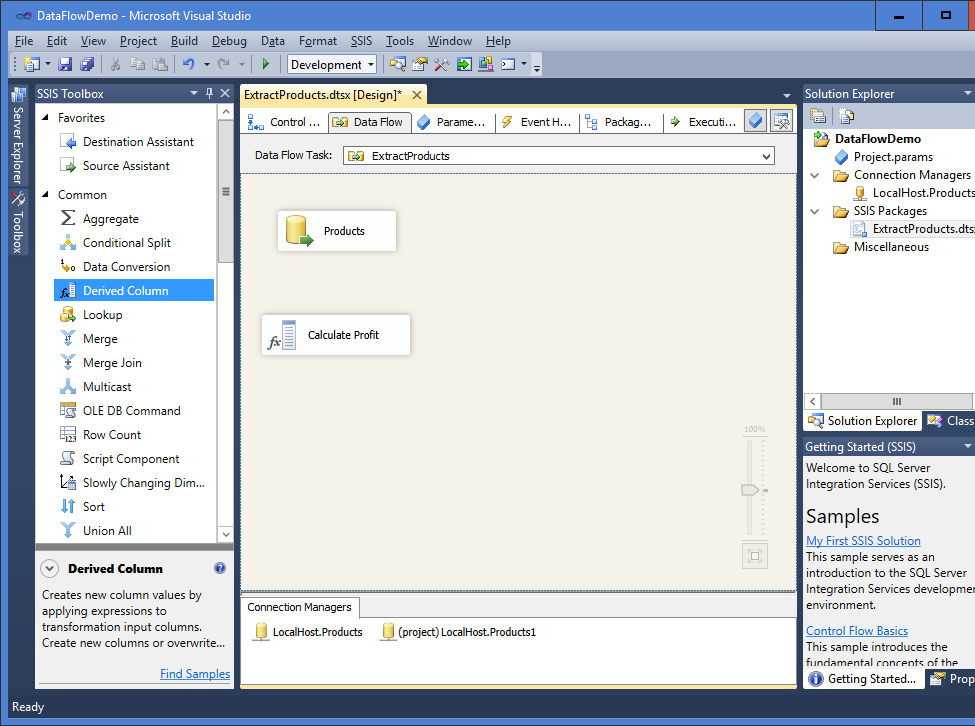 DataFlowDemo - Microsoft Visual Studio
File Edit View Project Build Debug Data Format SSIS Tools Window Help
Development
Server Explorer
Toolbox
SSIS Toolbox
Favorites
Destination Assistant
Source Assistant
Common
Aggregate
Conditional Split
Data Conversion
Derived Column
Lookup
Merge
Merge Join
Multicast
OLE DB Command
Row Count
Script Component
Slowly Changing Dim...
Sort
Union All
Derived Column
Creates new column values by
applying expressions to
transformation input columns.
Create new columns or overwrite...
Find Samples
ExtractProducts.dtsx [Design]*
Control ... Data Flow Parame... Event H... Packag... Executi...
Data Flow Task: ExtractProducts
Products
fx Calculate Profit
100%
Connection Managers
LocalHost.Products (project) LocalHost.Products1
Solution Explorer
DataFlowDemo
Project.params
Connection Managers
LocalHost.Products
SSIS Packages
ExtractProducts.dts
Miscellaneous
Solution Explorer Class
Getting Started (SSIS)
Welcome to SQL Server
Integration Services (SSIS).
Samples
My First SSIS Solution
This sample serves as an
introduction to the SQL Server
Integration Services developmen
environment.
Control Flow Basics
This sample introduces the
fundamental concepts of the
Getting Started... Prop
Ready